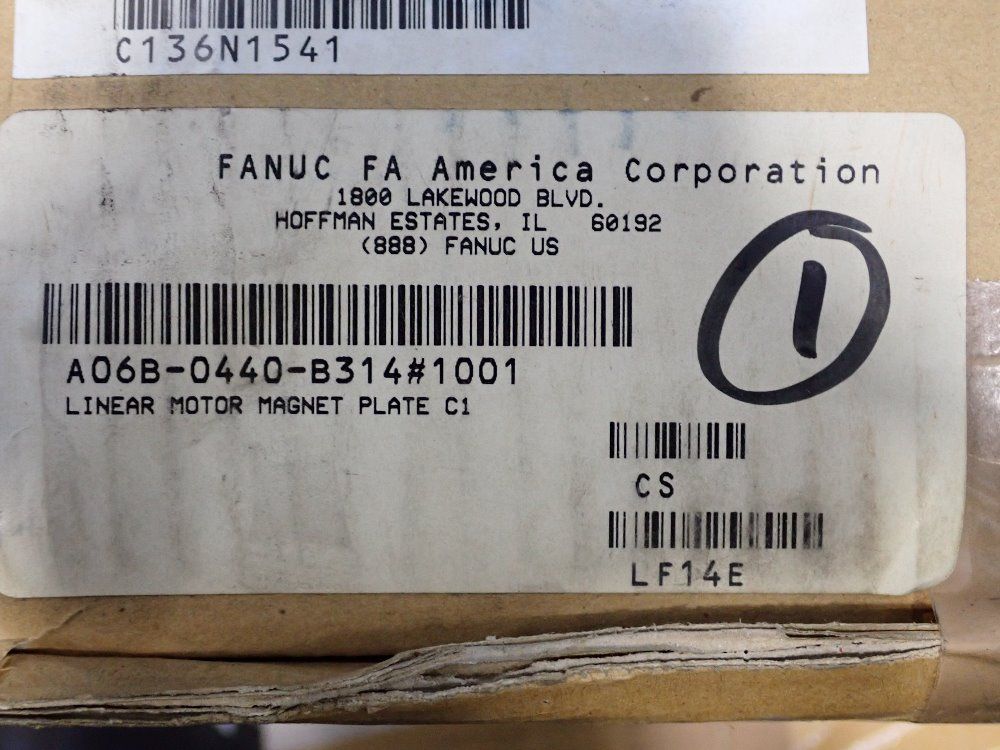 C136N1541
FANUC FA America Corporation
1800 LAKEWOOD BLVD.
HOFFMAN ESTATES, IL 60192
(888) FANUC US
1
A06B-0440-B314#1001
LINEAR MOTOR MAGNET PLATE C1
CS
LF14E